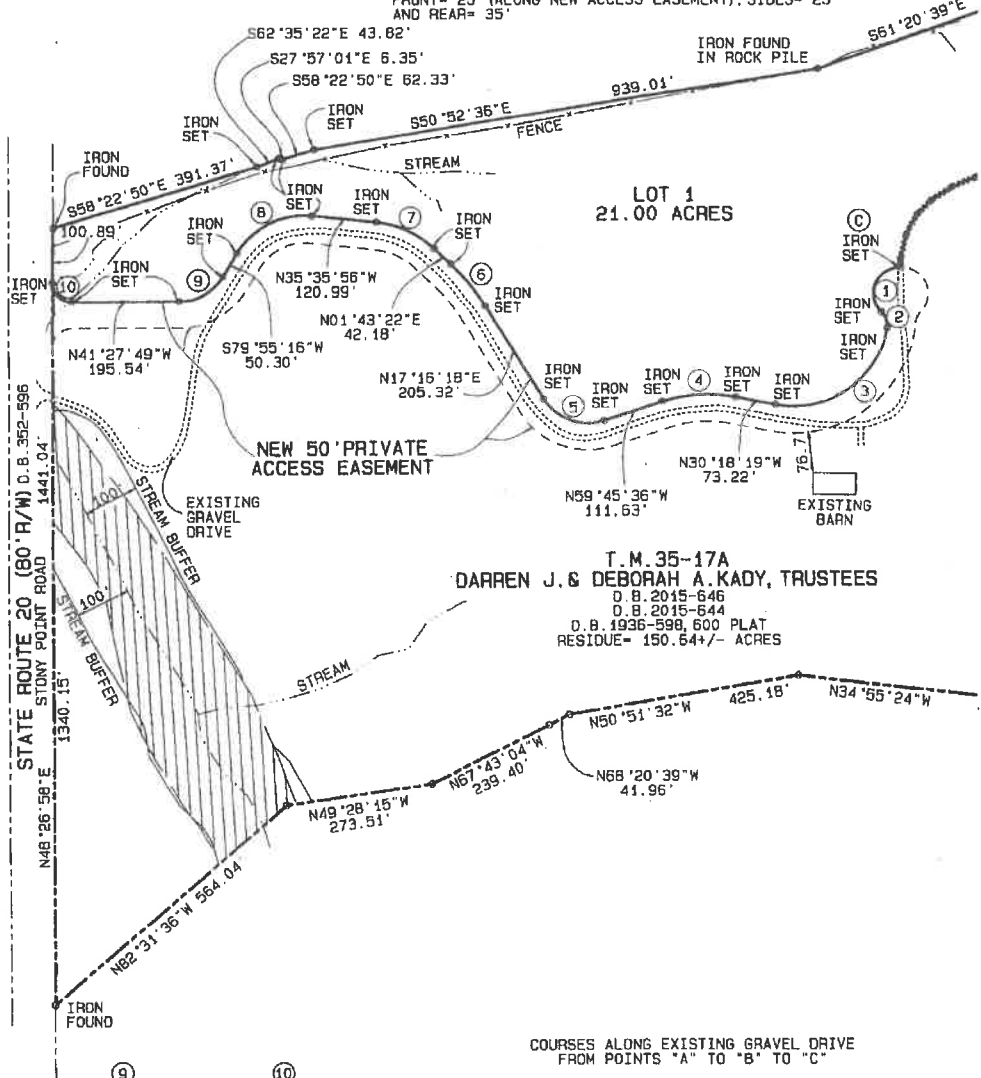 FRONT= 25' (ALONG NEW ACCESS EASEMENT), SIDES= 25'
AND REAR= 35'
S62°35'22"E 43.82'
S27°57'01"E 6.35'
S58°22'50"E 62.33'
IRON FOUND
IN ROCK PILE
S61°20'39"E
939.01'
S50°52'36"E
FENCE
IRON
SET
IRON
SET
IRON
FOUND
S58°22'50"E 391.37'
STREAM
IRON
SET
IRON
SET
LOT 1
21.00 ACRES
100.89'
8
7
C
IRON
SET
IRON
SET
IRON
SET
IRON
SET
10
IRON
SET
9
N35°35'56"W
120.99'
6
IRON
SET
1
2
N41°27'49"W
195.54'
S79°55'16"W
50.30'
N01°43'22"E
42.18'
N17°16'18"E
205.32'
IRON
SET
5
IRON
SET
IRON
SET
4
IRON
SET
IRON
SET
3
NEW 50' PRIVATE
ACCESS EASEMENT
N30°18'19"W
73.22'
76.7'
N59°45'36"W
111.63'
EXISTING
BARN
EXISTING
GRAVEL
DRIVE
STATE ROUTE 20 (80' R/W) D.B. 352-596
STONY POINT ROAD
1441.04'
100'
STREAM BUFFER
100'
STREAM BUFFER
T.M. 35-17A
DARREN J. & DEBORAH A. KADY, TRUSTEES
D.B. 2015-646
D.B. 2015-644
D.B. 1936-598, 600 PLAT
RESIDUE= 150.64+/- ACRES
STREAM
1340.15'
N48°26'58"E
N50°51'32"W
425.18'
N34°55'24"W
N67°43'04"W
239.40'
N68°20'39"W
41.96'
N49°28'15"W
273.51'
N82°31'36"W 564.04'
IRON
FOUND
COURSES ALONG EXISTING GRAVEL DRIVE
FROM POINTS "A" TO "B" TO "C"
9
10